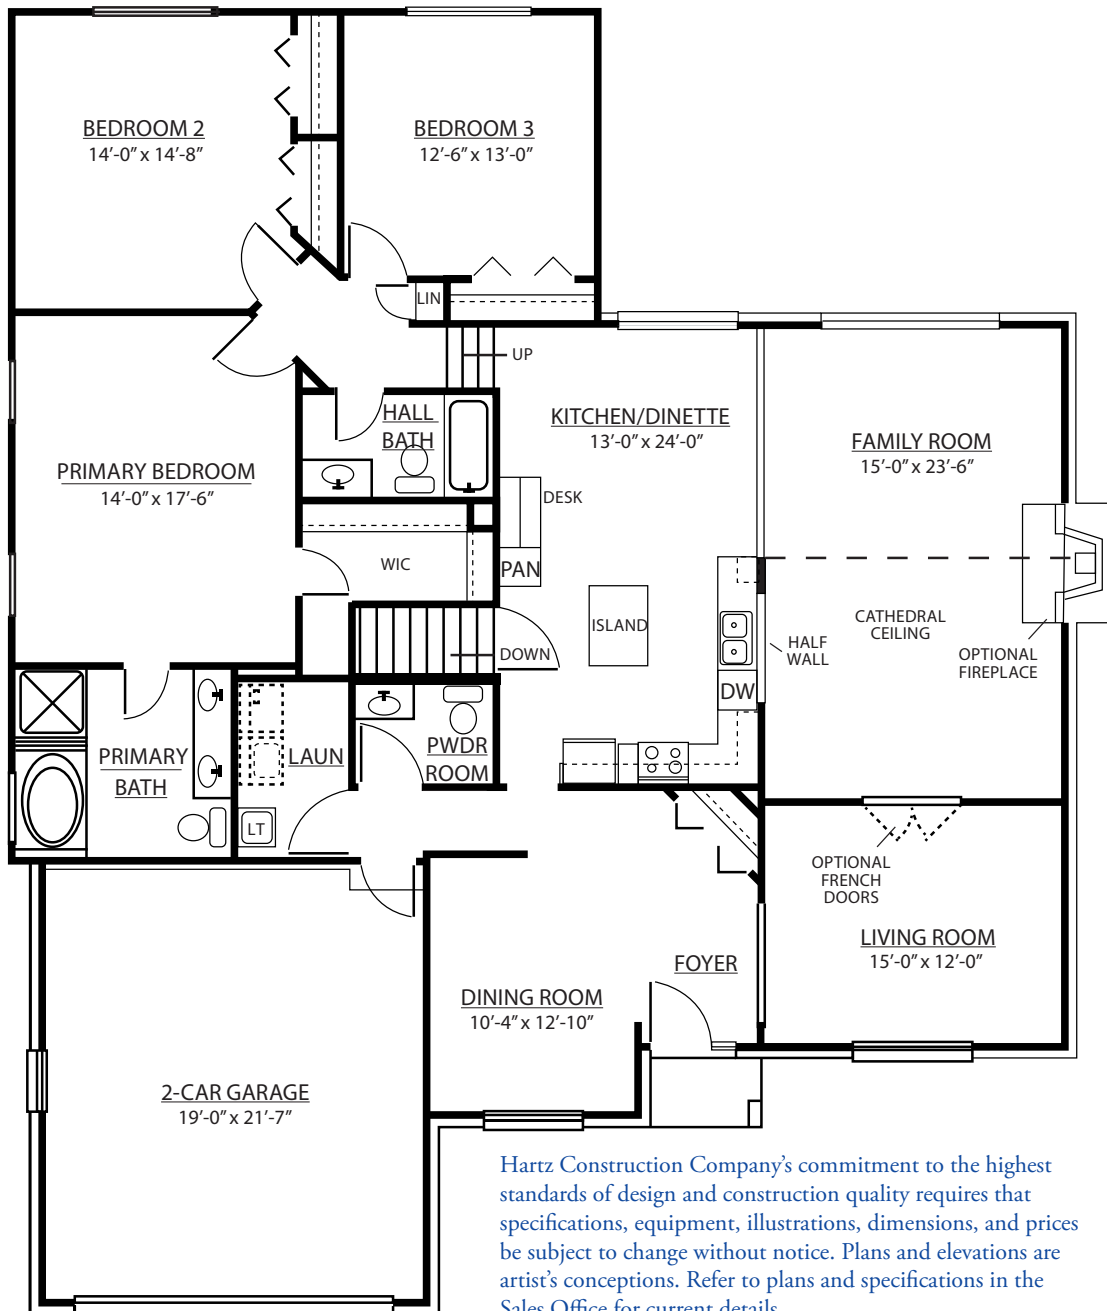 BEDROOM 2
14’-0” x 14’-8”
BEDROOM 3
12’-6” x 13’-0”
LIN
UP
HALL
BATH
KITCHEN/DINETTE
13’-0” x 24’-0”
FAMILY ROOM
15’-0” x 23’-6”
PRIMARY BEDROOM
14’-0” x 17’-6”
DESK
WIC
PAN
ISLAND
CATHEDRAL
CEILING
HALF
WALL
OPTIONAL
FIREPLACE
DOWN
DW
PRIMARY
BATH
LAUN
PWDR
ROOM
LT
OPTIONAL
FRENCH
DOORS
LIVING ROOM
15’-0” x 12’-0”
FOYER
DINING ROOM
10’-4” x 12’-10”
2-CAR GARAGE
19’-0” x 21’-7”
Hartz Construction Company’s commitment to the highest
standards of design and construction quality requires that
specifications, equipment, illustrations, dimensions, and prices
be subject to change without notice. Plans and elevations are
artist’s conceptions. Refer to plans and specifications in the
Sales Office for current details.